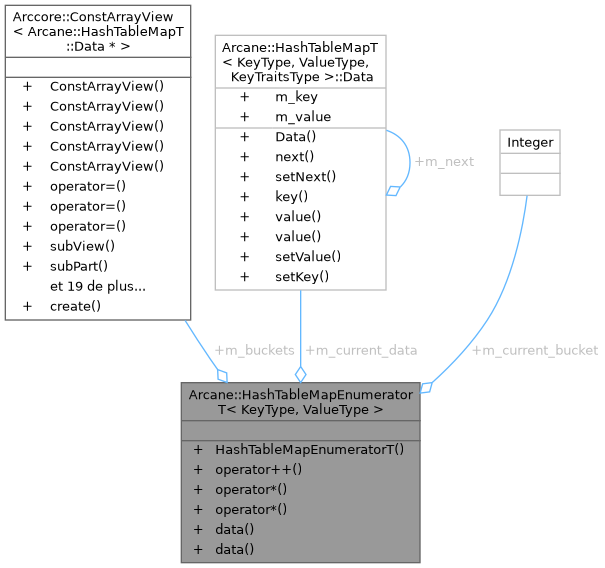 Arccore::ConstArrayView
< Arcane::HashTableMapT
::Data * >
+ ConstArrayView()
+ ConstArrayView()
+ ConstArrayView()
+ ConstArrayView()
+ ConstArrayView()
+ operator=()
+ operator=()
+ operator=()
+ subView()
+ subPart()
et 19 de plus...
+ create()
Arcane::HashTableMapT
< KeyType, ValueType,
KeyTraitsType >::Data
+ m_key
+ m_value
+ Data()
+ next()
+ setNext()
+ key()
+ value()
+ value()
+ setValue()
+ setKey()
+m_next
Integer
+m_buckets
+m_current_data
+m_current_bucket
Arcane::HashTableMapEnumerator
T< KeyType, ValueType >
+ HashTableMapEnumeratorT()
+ operator++()
+ operator*()
+ operator*()
+ data()
+ data()